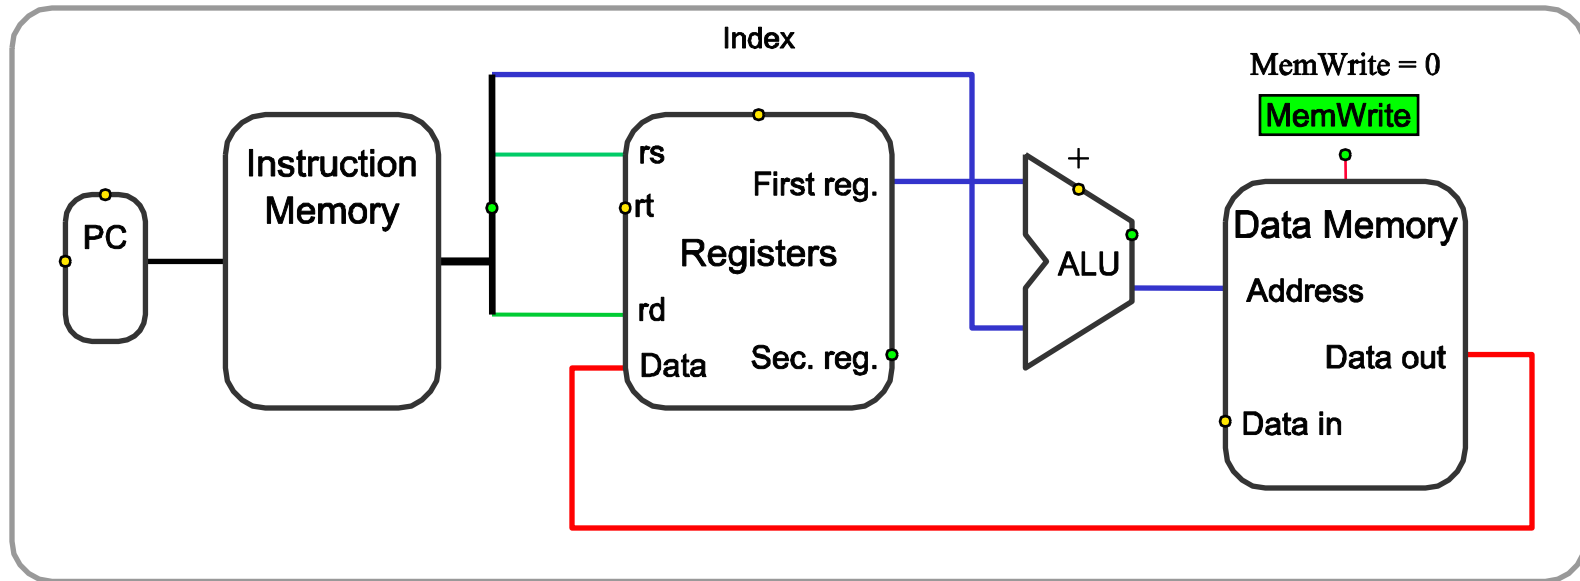 Index
MemWrite = 0
MemWrite
PC
Instruction
Memory
rs
rt
rd
Data
First reg.
Registers
Sec. reg.
+
ALU
Data Memory
Address
Data out
Data in